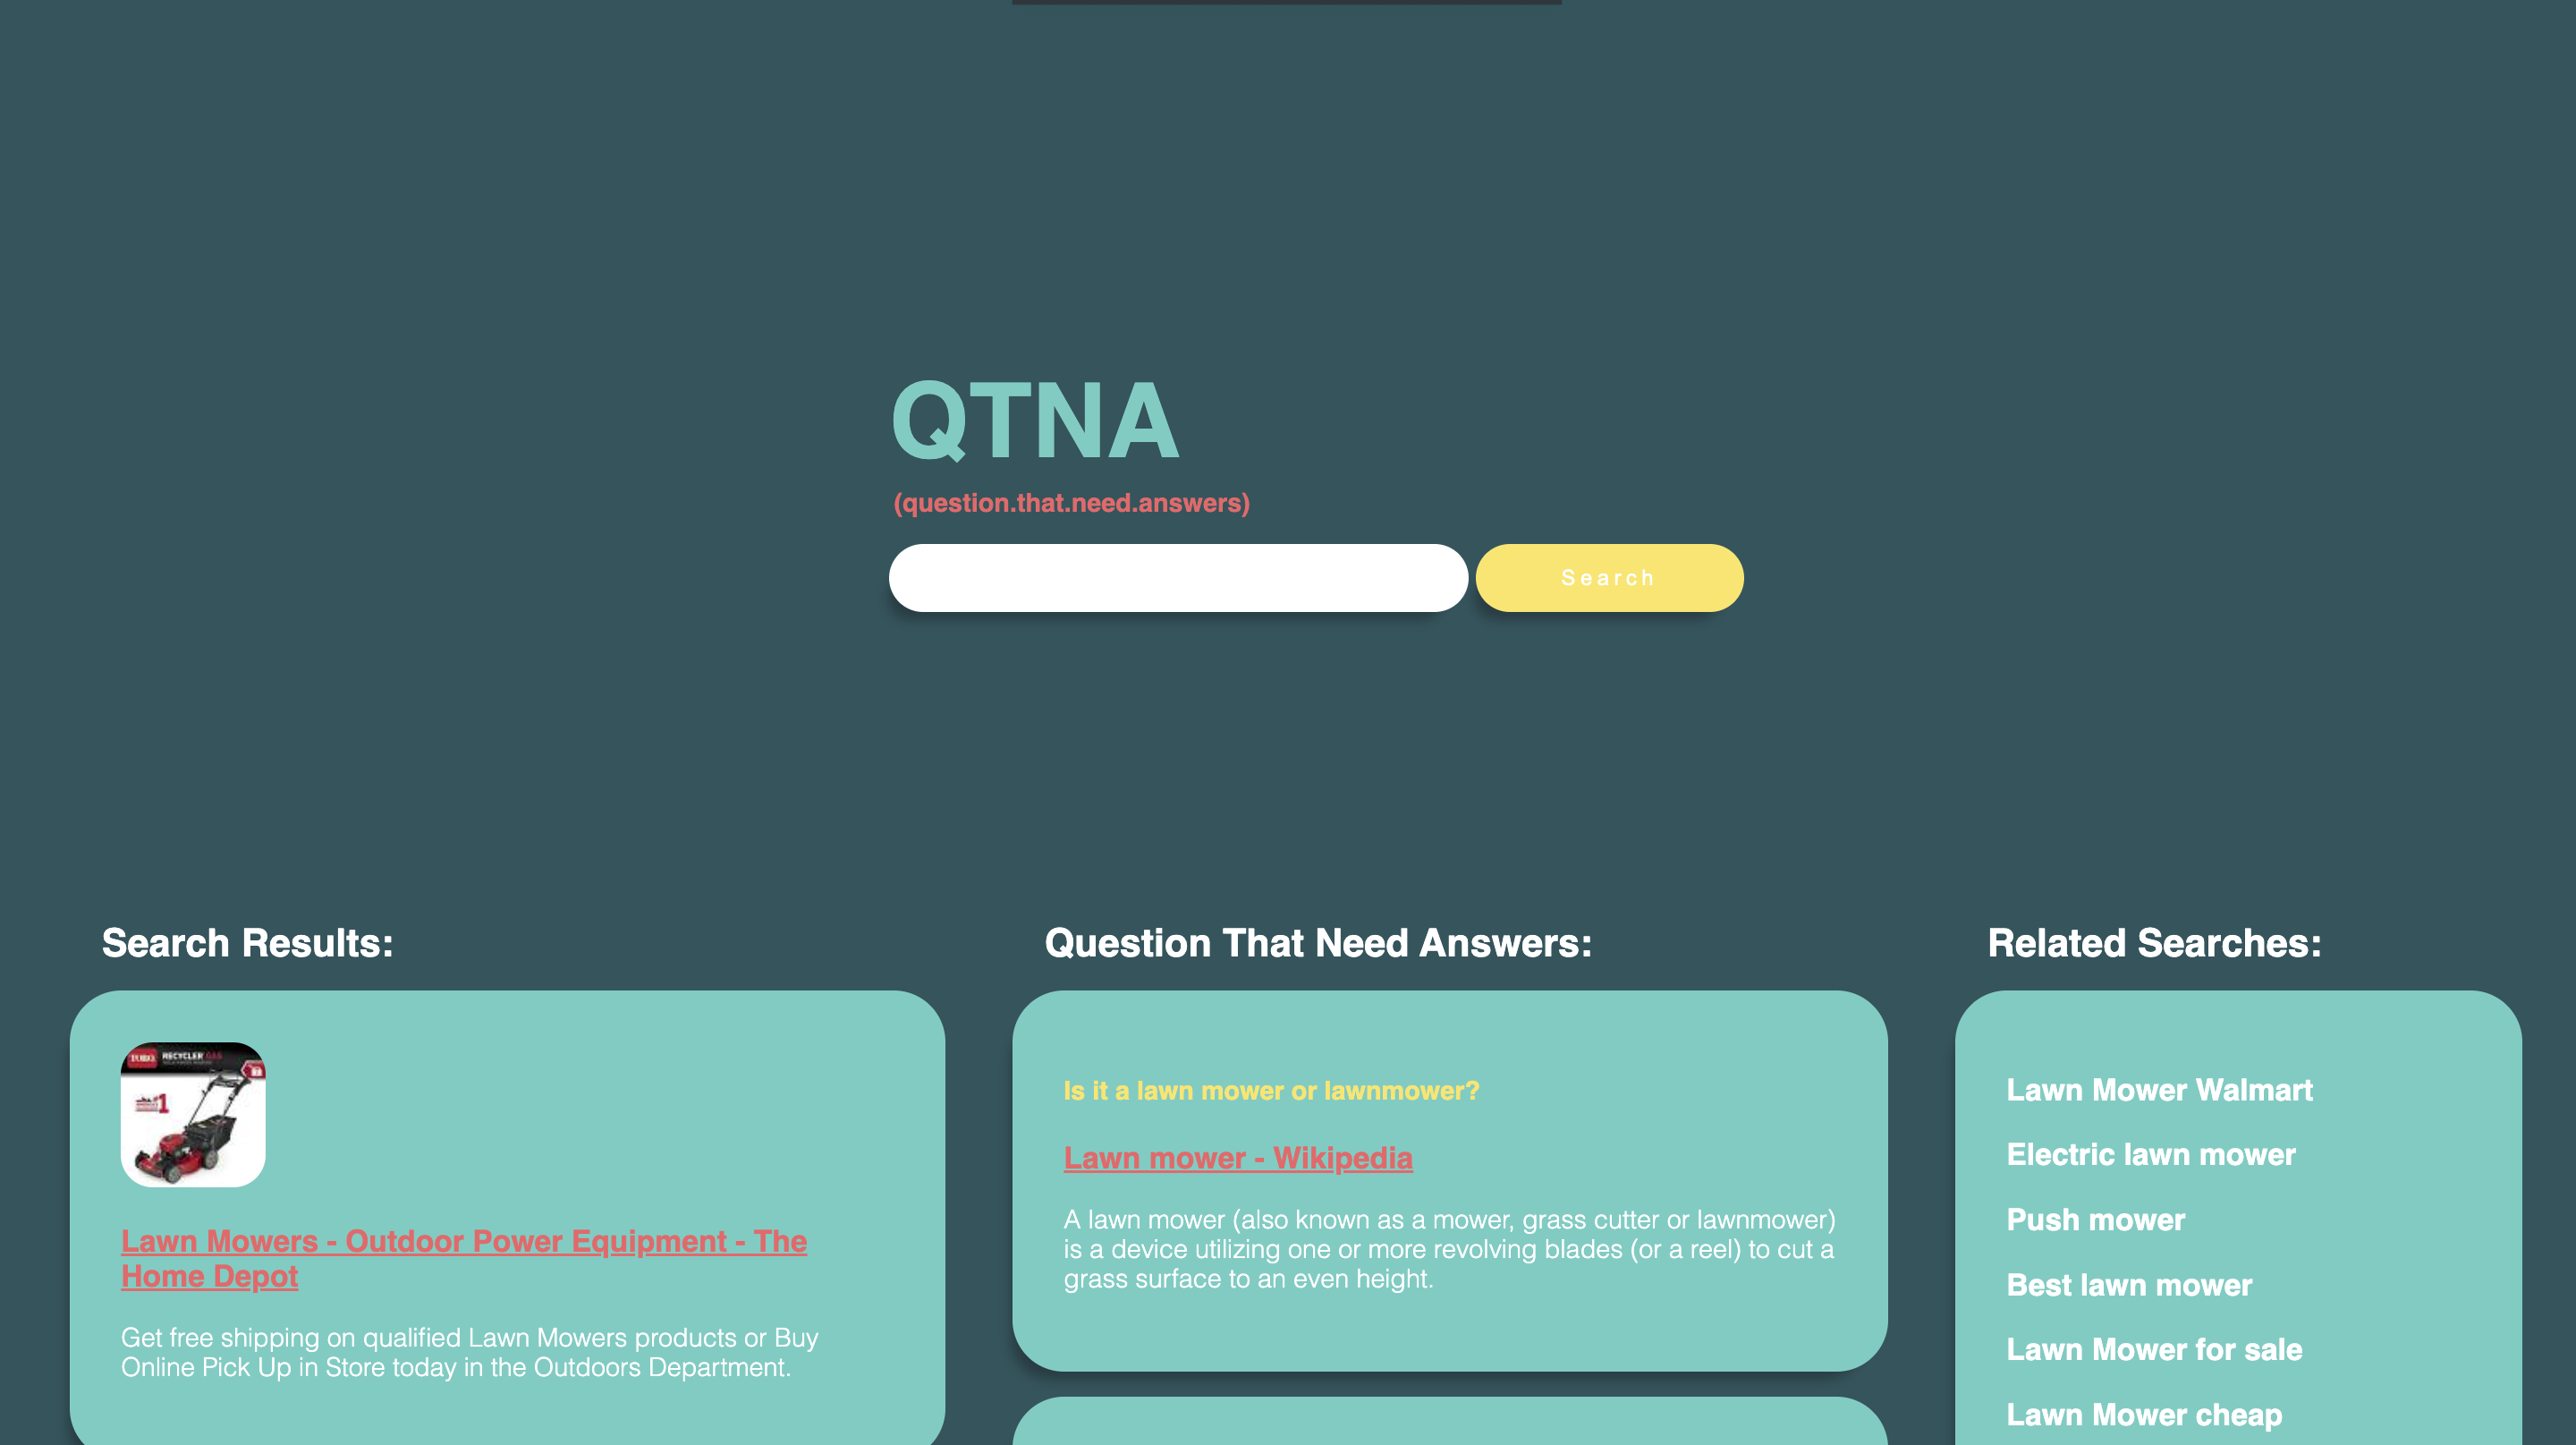 QTNA
(question.that.need.answers)
Search
Search Results:
TORO RECYCLER GAS
#1
Lawn Mowers - Outdoor Power Equipment - The
Home Depot
Get free shipping on qualified Lawn Mowers products or Buy
Online Pick Up in Store today in the Outdoors Department.
Question That Need Answers:
Is it a lawn mower or lawnmower?
Lawn mower - Wikipedia
A lawn mower (also known as a mower, grass cutter or lawnmower)
is a device utilizing one or more revolving blades (or a reel) to cut a
grass surface to an even height.
Related Searches:
Lawn Mower Walmart
Electric lawn mower
Push mower
Best lawn mower
Lawn Mower for sale
Lawn Mower cheap